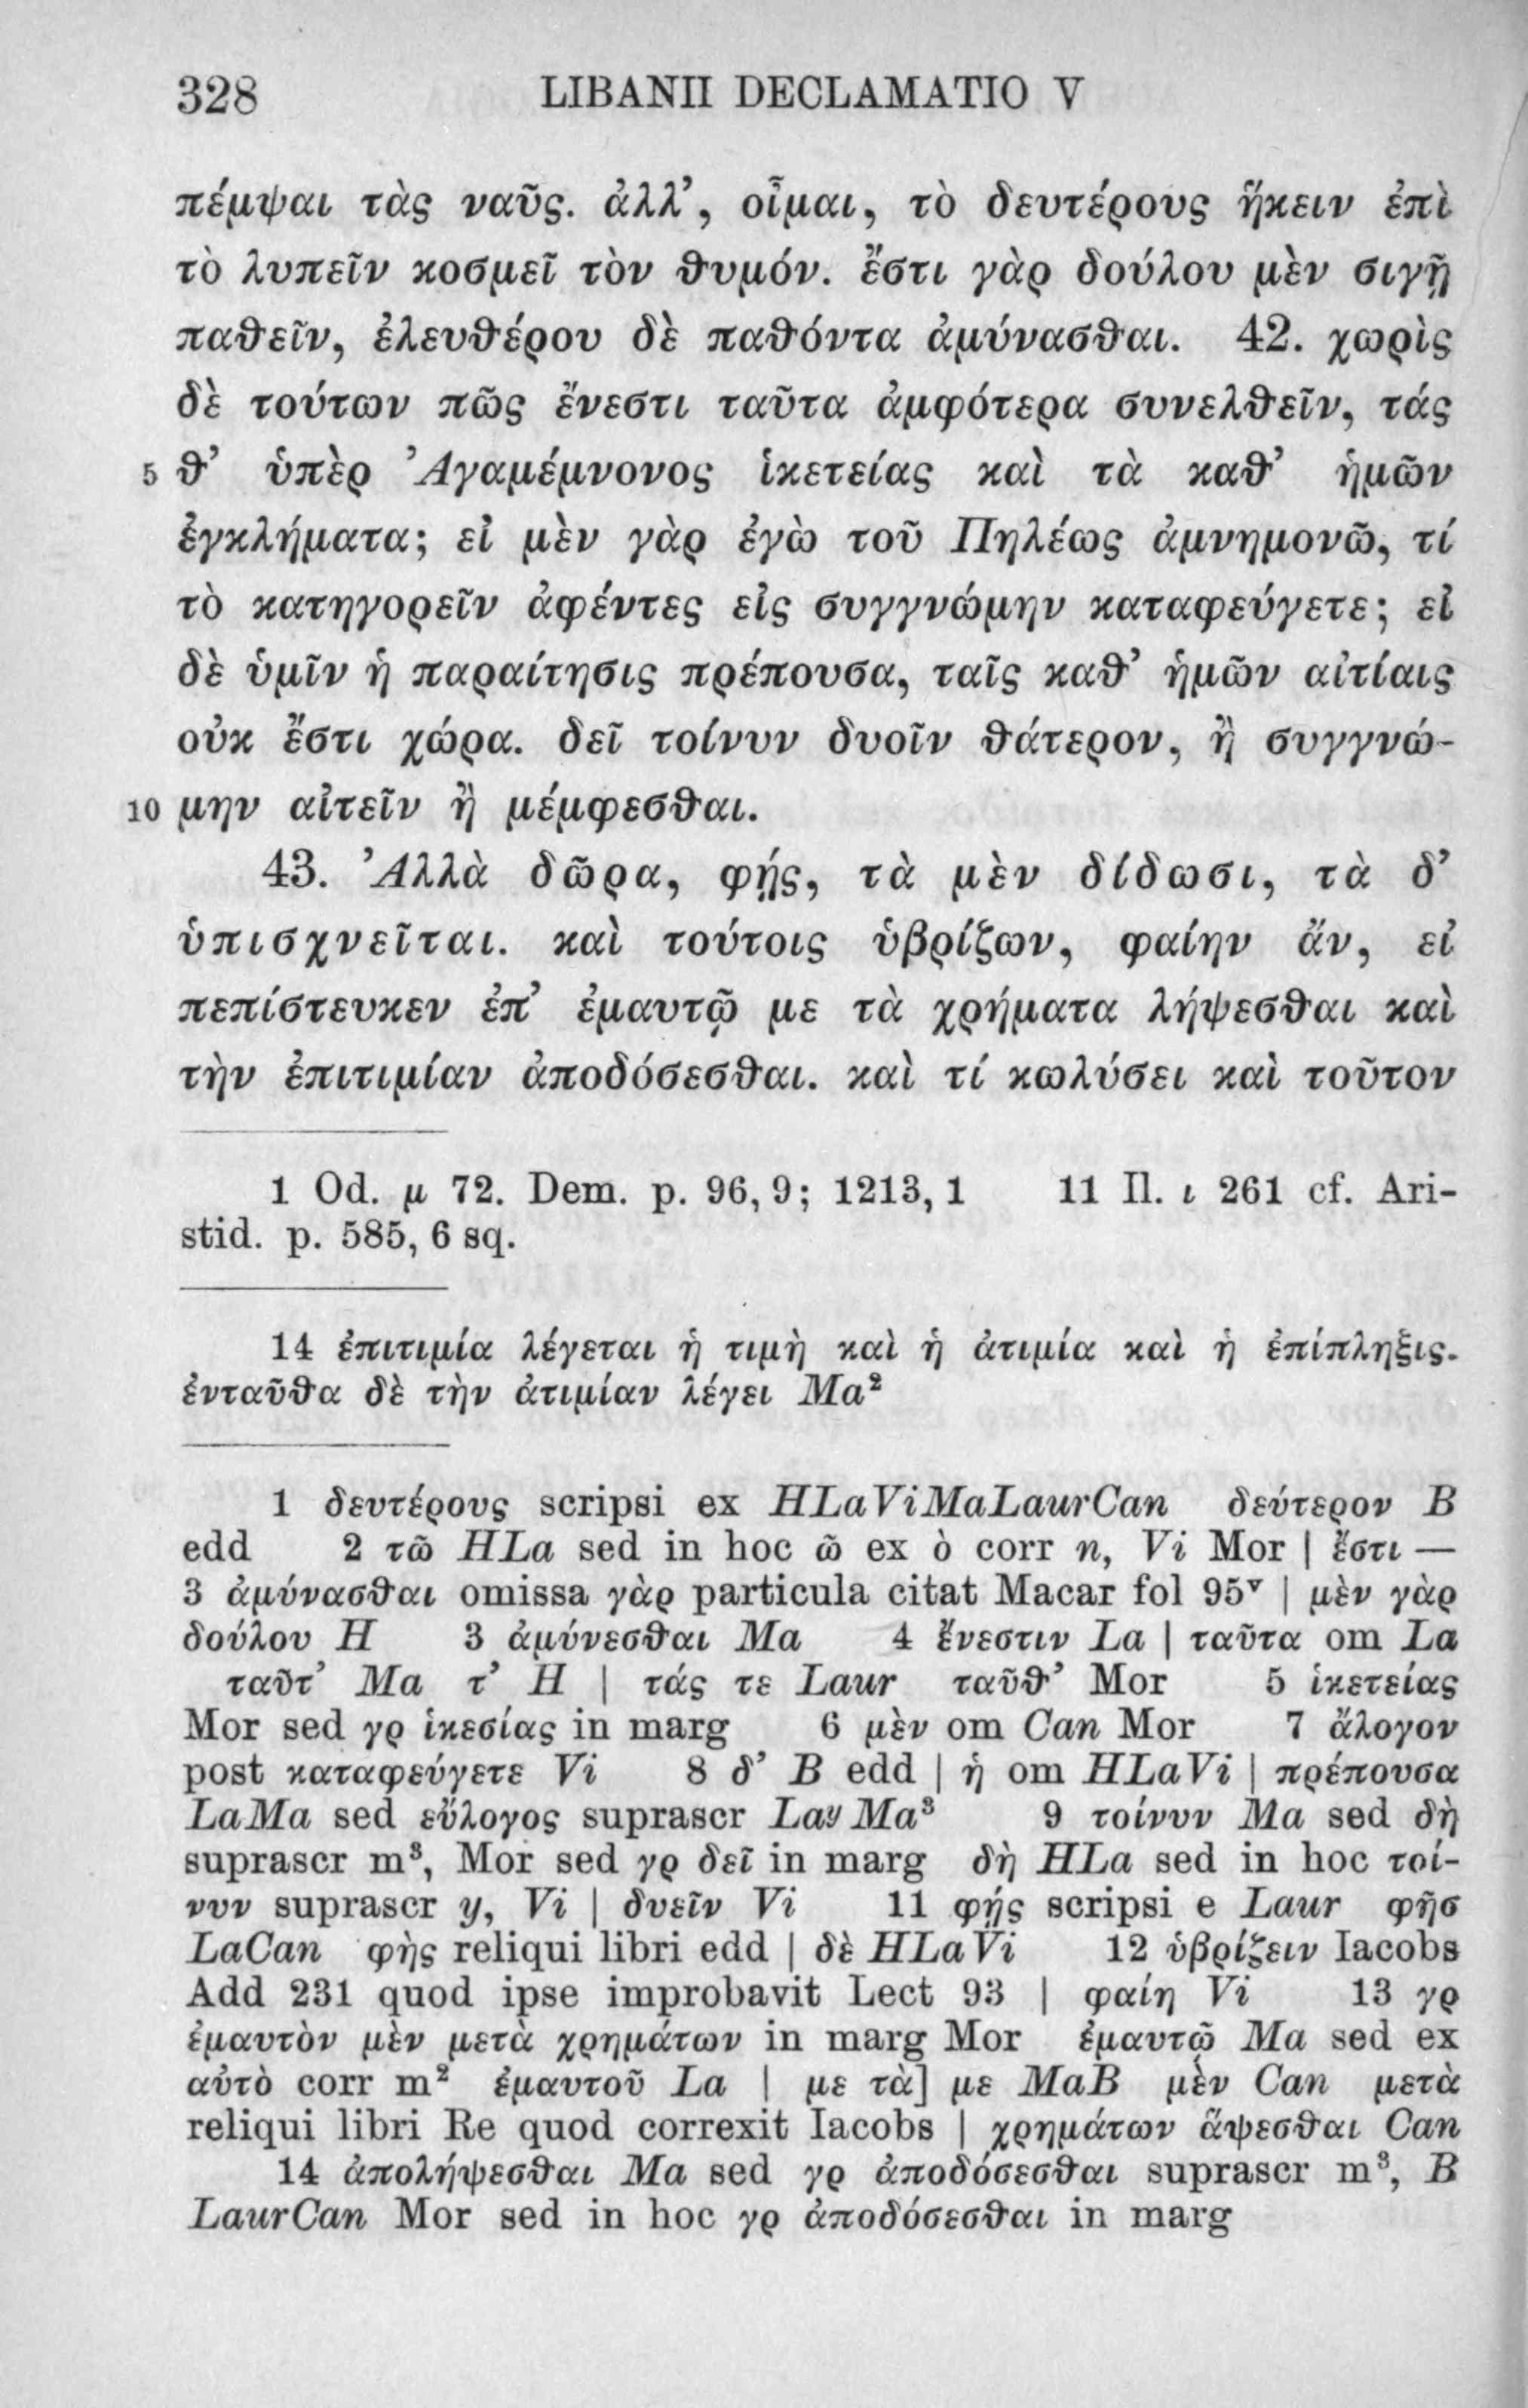 328 LIBANII DECLAMATIO V
πέμψαι τὰς ναῦς. ἀλλ’, οἶμαι, τὸ δευτέρους ἥκειν ἐπὶ
τὸ λυπεῖν κοσμεῖ τὸν θυμόν. ἔστι γὰρ δούλου μὲν σιγῇ
παθεῖν, ἐλευθέρου δὲ παθόντα ἀμύνασθαι. 42. χωρὶς
δὲ τούτων πῶς ἔνεστι ταῦτα ἀμφότερα συνελθεῖν, τάς
5 θ’ ὑπὲρ Ἀγαμέμνονος ἱκετείας καὶ τὰ καθ’ ἡμῶν
ἐγκλήματα; εἰ μὲν γὰρ ἐγὼ τοῦ Πηλέως ἀμνημονῶ, τί
τὸ κατηγορεῖν ἀφέντες εἰς συγγνώμην καταφεύγετε; εἰ
δὲ ὑμῖν ἡ παραίτησις πρέπουσα, ταῖς καθ’ ἡμῶν αἰτίαις
οὐκ ἔστι χώρα. δεῖ τοίνυν δυοῖν θάτερον, ἢ συγγνώ-
10 μην αἰτεῖν ἢ μέμφεσθαι.
43. Ἀλλὰ δῶρα, φῄς, τὰ μὲν δίδωσι, τὰ δ’
ὑπισχνεῖται. καὶ τούτοις ὑβρίζων, φαίην ἄν, εἰ
πεπίστευκεν ἐπ’ ἐμαυτῷ με τὰ χρήματα λήψεσθαι καὶ
τὴν ἐπιτιμίαν ἀποδόσεσθαι. καὶ τί κωλύσει καὶ τοῦτον
1 Od. μ 72. Dem. p. 96, 9; 1213, 1 11 Il. ι 261 cf. Ari-
stid. p. 585, 6 sq.
14 ἐπιτιμία λέγεται ἡ τιμὴ καὶ ἡ ἀτιμία καὶ ἡ ἐπίπληξις.
ἐνταῦθα δὲ τὴν ἀτιμίαν λέγει Ma²
1 δευτέρους scripsi ex HLaViMaLaurCan δεύτερον B
edd 2 τῶ HLa sed in hoc ῶ ex ὸ corr n, Vi Mor | ἔστι —
3 ἀμύνασθαι omissa γὰρ particula citat Macar fol 95ᵛ | μὲν γὰρ
δούλου H 3 ἀμύνεσθαι Ma 4 ἔνεστιν La | ταῦτα om La
ταῦτ’ Ma τ’ H | τάς τε Laur ταῦθ’ Mor 5 ἱκετείας
Mor sed γρ ἱκεσίας in marg 6 μὲν om Can Mor 7 ἄλογον
post καταφεύγετε Vi 8 δ’ B edd | ἡ om HLaVi | πρέπουσα
LaMa sed εὔλογος suprascr Laʸ Ma³ 9 τοίνυν Ma sed δὴ
suprascr m³, Mor sed γρ δεῖ in marg δὴ HLa sed in hoc τοί-
νυν suprascr y, Vi | δυεῖν Vi 11 φῄς scripsi e Laur φῆσ
LaCan φὴς reliqui libri edd | δὲ HLaVi 12 ὑβρίζειν Iacobs
Add 231 quod ipse improbavit Lect 93 | φαίη Vi 13 γρ
ἐμαυτὸν μὲν μετὰ χρημάτων in marg Mor ἐμαυτῷ Ma sed ex
αὐτὸ corr m² ἐμαυτοῦ La | με τὰ] με MaB μὲν Can μετὰ
reliqui libri Re quod correxit Iacobs | χρημάτων ἅψεσθαι Can
14 ἀπολήψεσθαι Ma sed γρ ἀποδόσεσθαι suprascr m³, B
LaurCan Mor sed in hoc γρ ἀποδόσεσθαι in marg